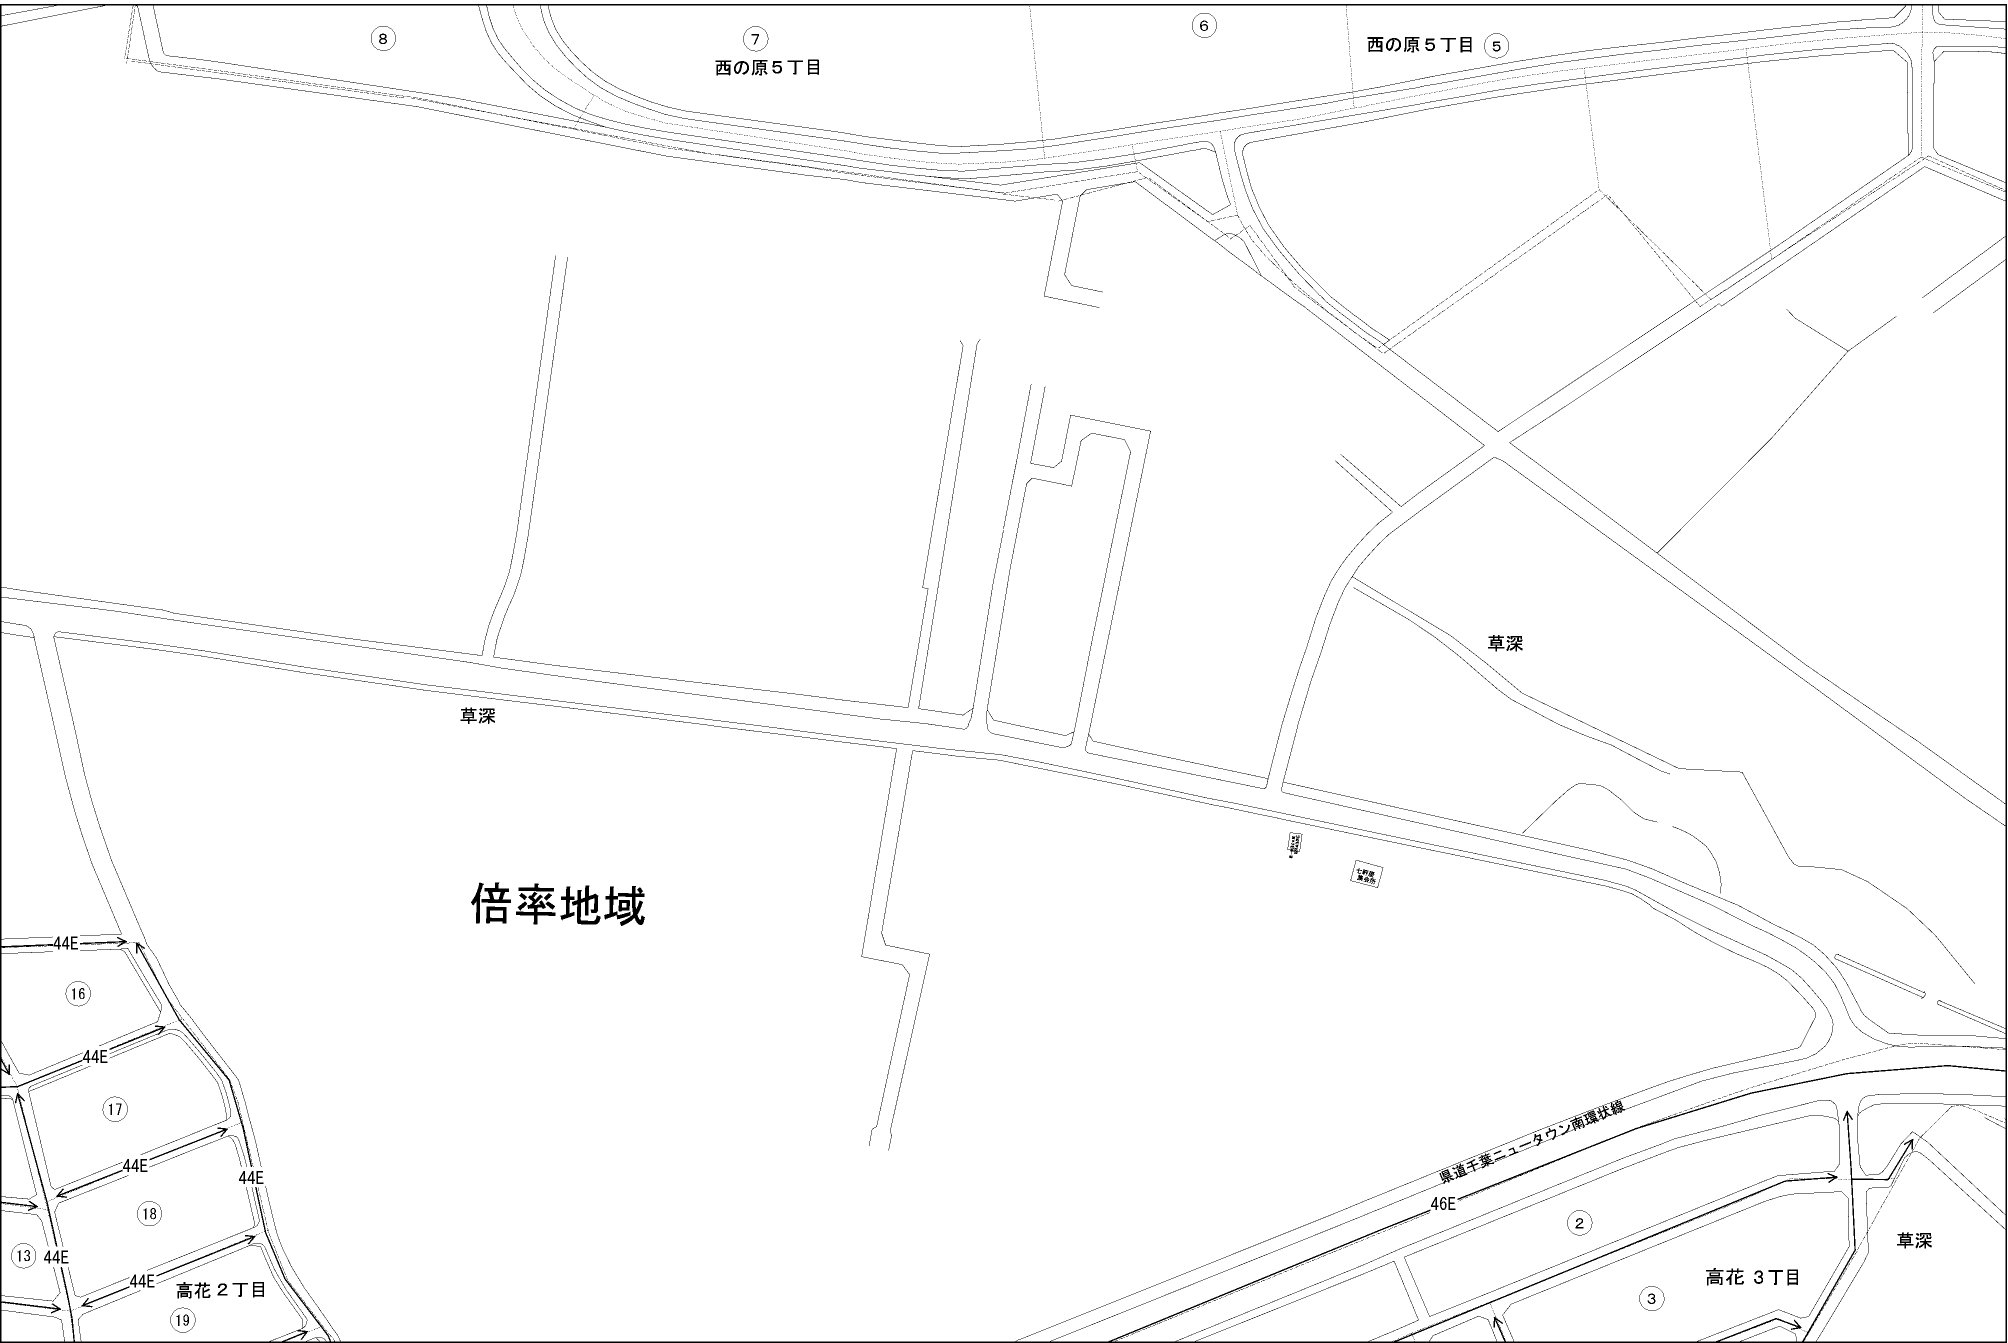 ⑧
⑦
西の原５丁目
⑥
西の原５丁目 ⑤
草深
草深
倍率地域
44E
⑯
44E
⑰
44E
44E
⑱
⑬
44E
44E
高花２丁目
⑲
県道千葉ニュータウン南環状線
46E
②
草深
高花 ３丁目
③